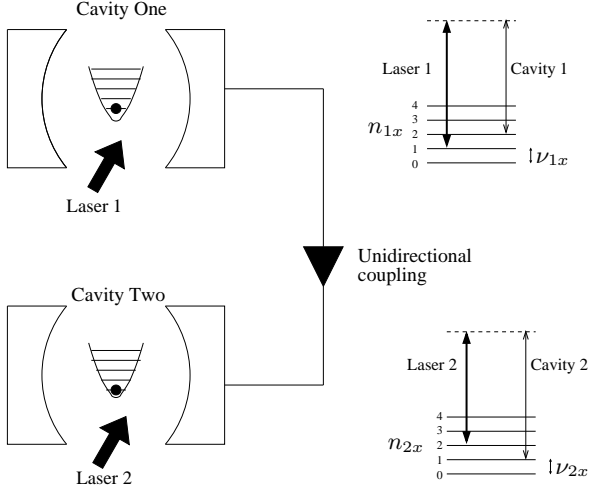 Cavity One
Laser 1
Laser 1
Cavity 1
4
3
2
1
0
n1x
ν1x
Unidirectional
coupling
Cavity Two
Laser 2
Laser 2
Cavity 2
4
3
2
1
0
n2x
ν2x